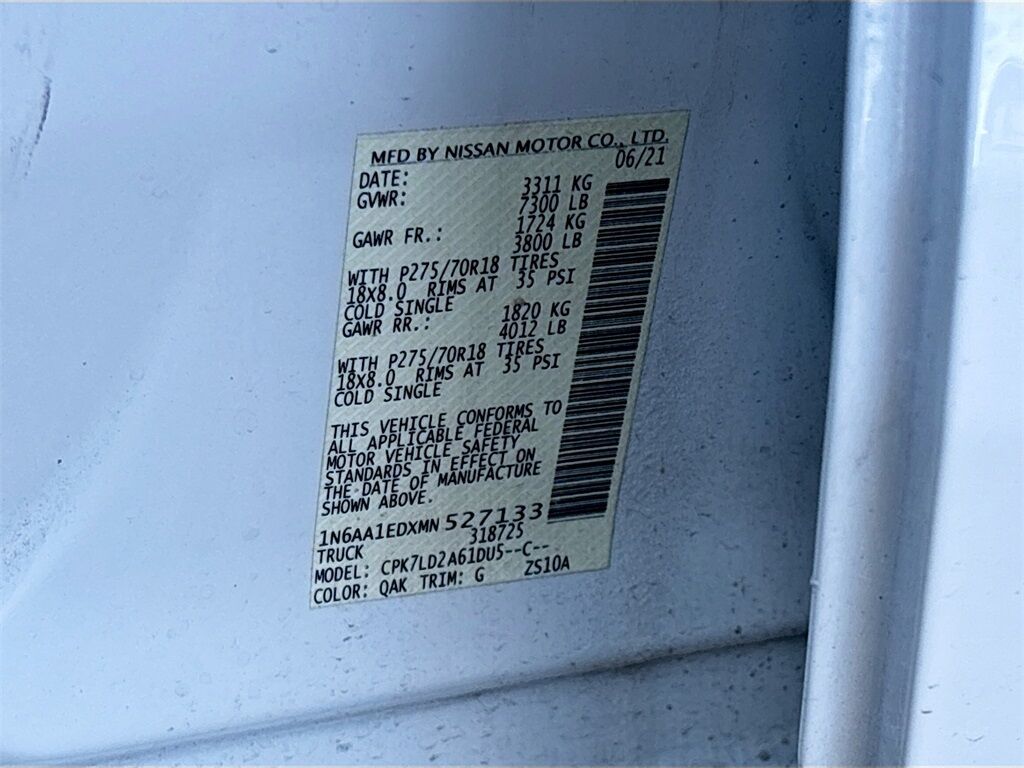 MFD BY NISSAN MOTOR CO., LTD.
DATE: 06/21
GVWR: 3311 KG
7300 LB
GAWR FR.: 1724 KG
3800 LB
WITH P275/70R18 TIRES
18X8.0 RIMS AT 35 PSI
COLD SINGLE
GAWR RR.: 1820 KG
4012 LB
WITH P275/70R18 TIRES
18X8.0 RIMS AT 35 PSI
COLD SINGLE
THIS VEHICLE CONFORMS TO
ALL APPLICABLE FEDERAL
MOTOR VEHICLE SAFETY
STANDARDS IN EFFECT ON
THE DATE OF MANUFACTURE
SHOWN ABOVE.
1N6AA1EDXMN527133
TRUCK 318725
MODEL: CPK7LD2A61DU5--C--
COLOR: QAK TRIM: G ZS10A